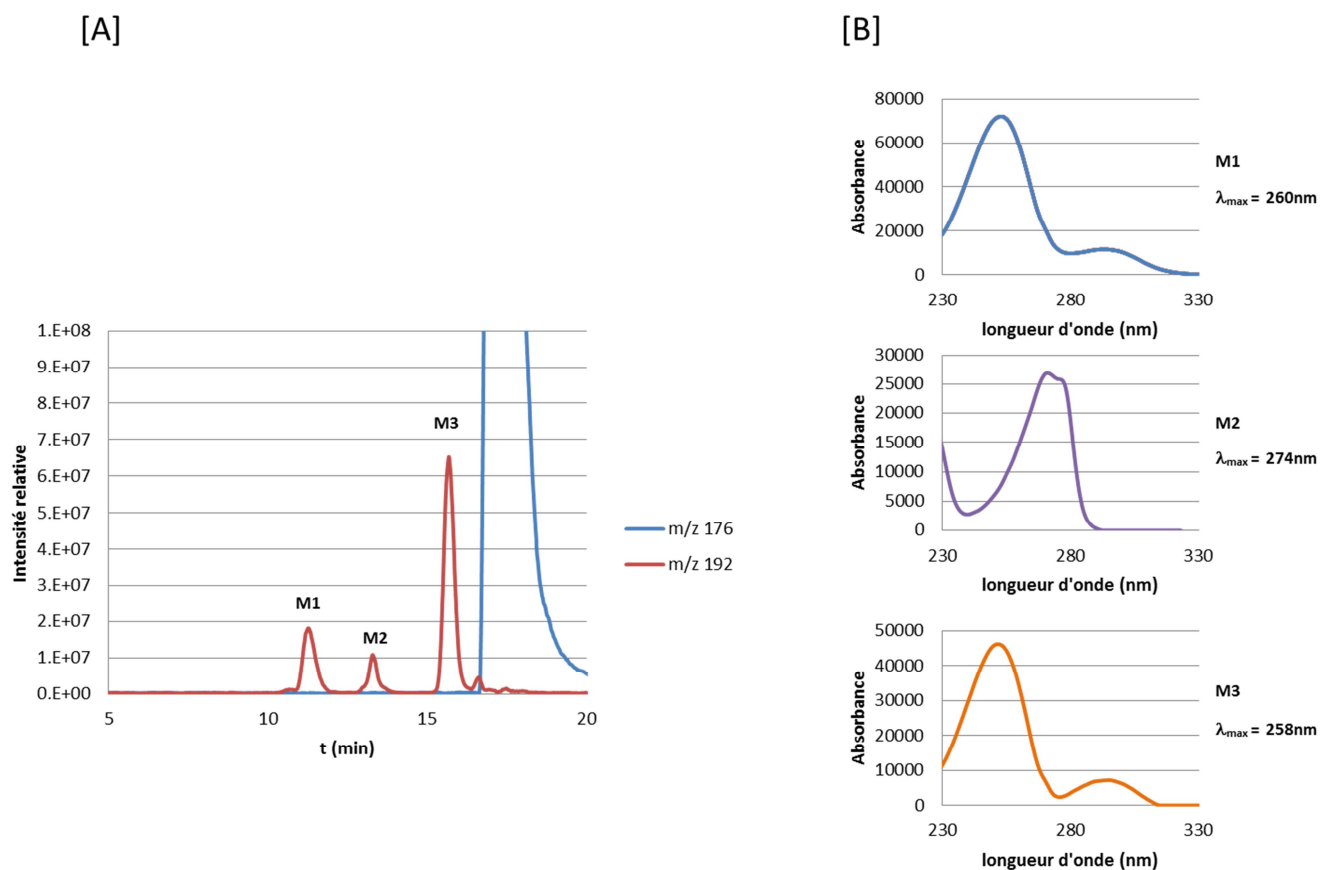 [A]
1.E+08
9.E+07
8.E+07
7.E+07
6.E+07
5.E+07
4.E+07
3.E+07
2.E+07
1.E+07
0.E+00
Intensité relative
M1
M2
M3
5
10
15
20
t (min)
m/z 176
m/z 192
[B]
80000
60000
40000
20000
0
Absorbance
230
280
330
longueur d'onde (nm)
M1
λmax = 260nm
30000
25000
20000
15000
10000
5000
0
Absorbance
230
280
330
longueur d'onde (nm)
M2
λmax = 274nm
50000
40000
30000
20000
10000
0
Absorbance
230
280
330
longueur d'onde (nm)
M3
λmax = 258nm